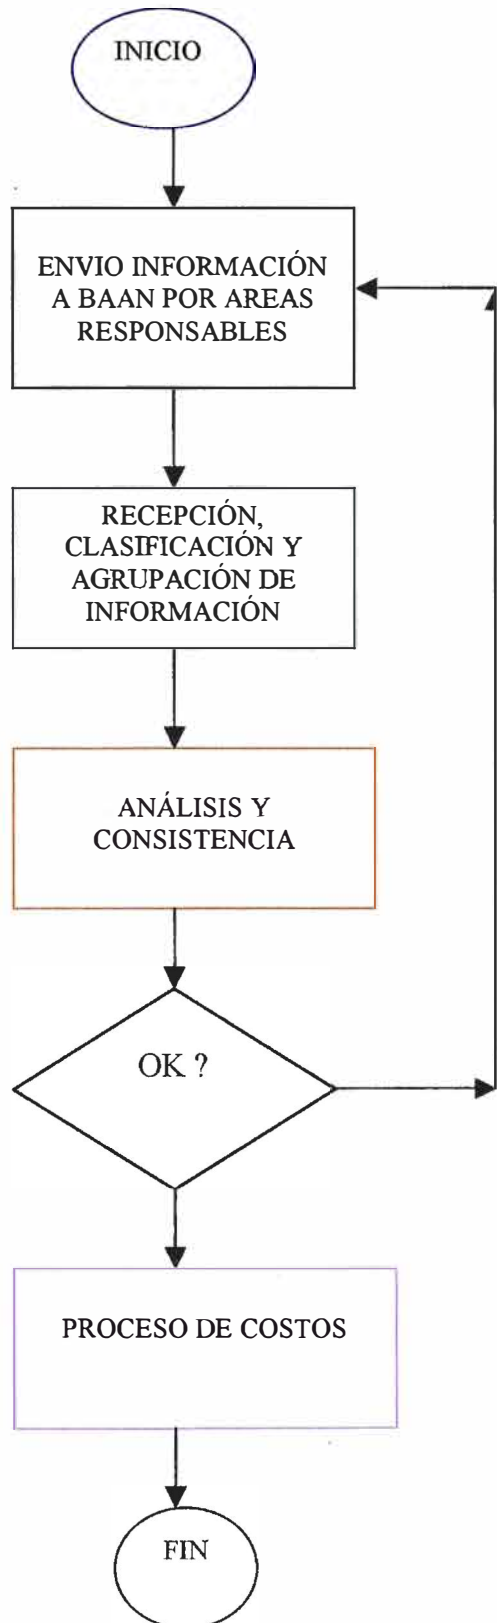 INICIO
ENVIO INFORMACIÓN
A BAAN POR AREAS
RESPONSABLES
RECEPCIÓN,
CLASIFICACIÓN Y
AGRUPACIÓN DE
INFORMACIÓN
ANÁLISIS Y
CONSISTENCIA
OK ?
PROCESO DE COSTOS
FIN